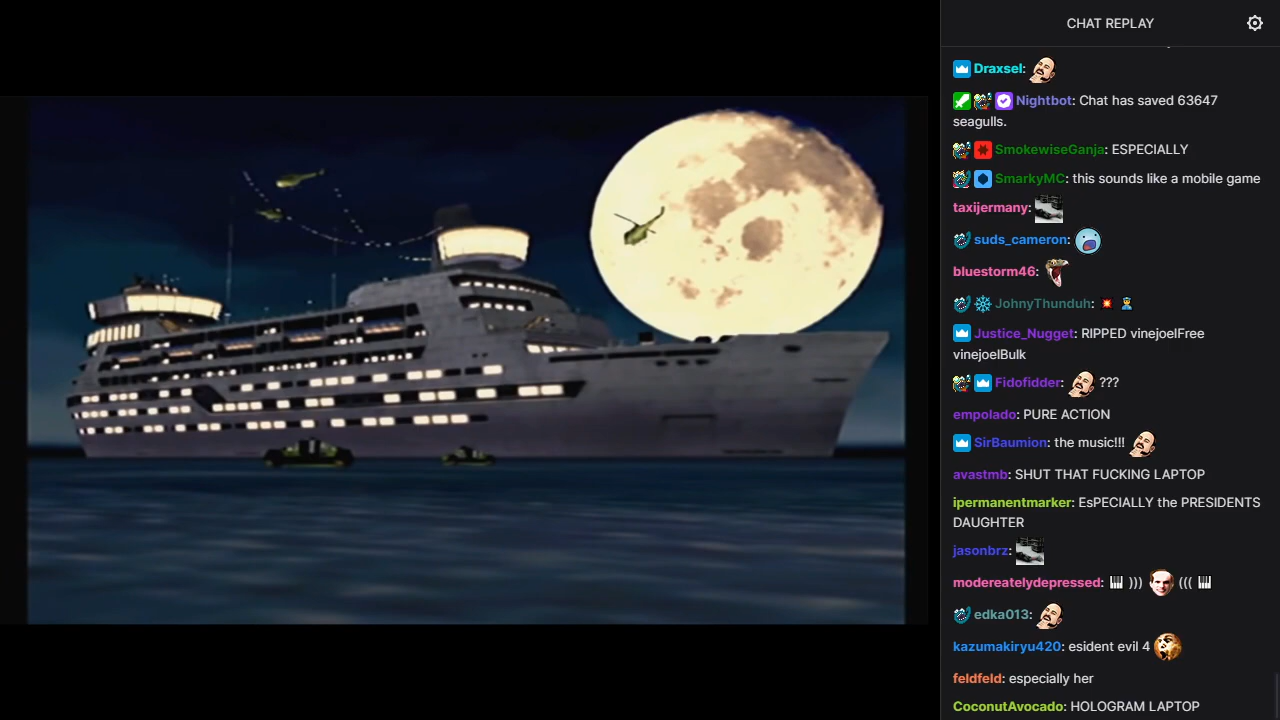 CHAT REPLAY
Draxsel:
Nightbot: Chat has saved 63647
seagulls.
SmokewiseGanja: ESPECIALLY
SmarkyMC: this sounds like a mobile game
taxijermany:
suds_cameron:
bluestorm46:
JohnyThunduh:
Justice_Nugget: RIPPED vinejoelFree
vinejoelBulk
Fidofidder: ???
empolado: PURE ACTION
SirBaumion: the music!!!
avastmb: SHUT THAT FUCKING LAPTOP
ipermanentmarker: EsPECIALLY the PRESIDENTS
DAUGHTER
jasonbrz:
modereatelydepressed: ))) (((
edka013:
kazumakiryu420: esident evil 4
feldfeld: especially her
CoconutAvocado: HOLOGRAM LAPTOP